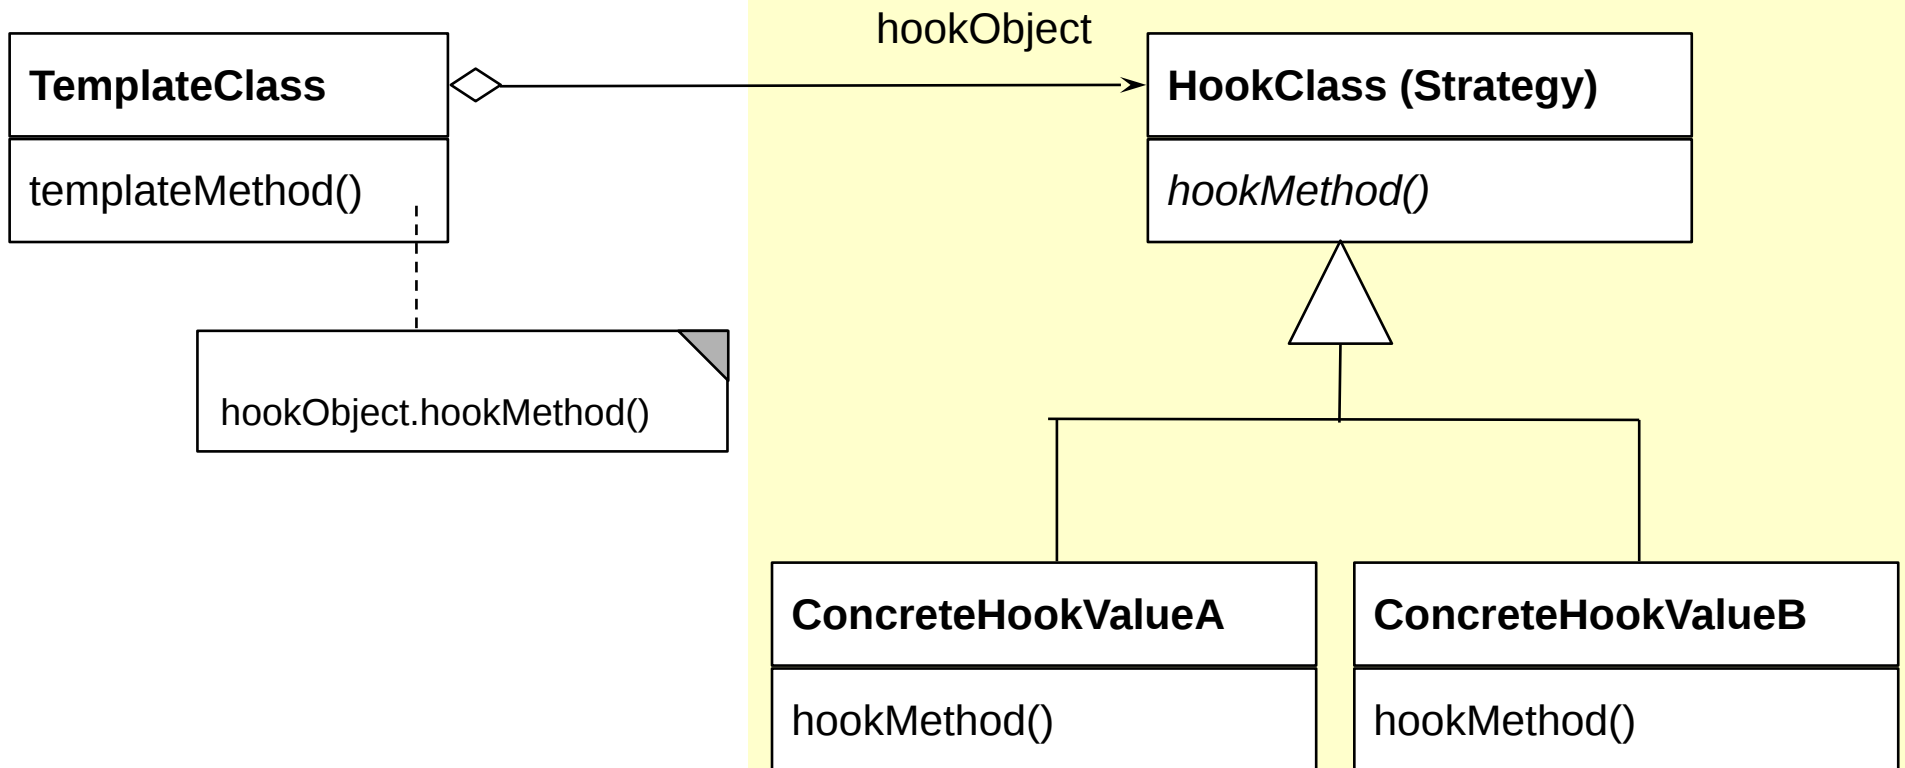 hookObject
TemplateClass
HookClass (Strategy)
templateMethod()
hookMethod()
hookObject.hookMethod()
ConcreteHookValueA
ConcreteHookValueB
hookMethod()
hookMethod()